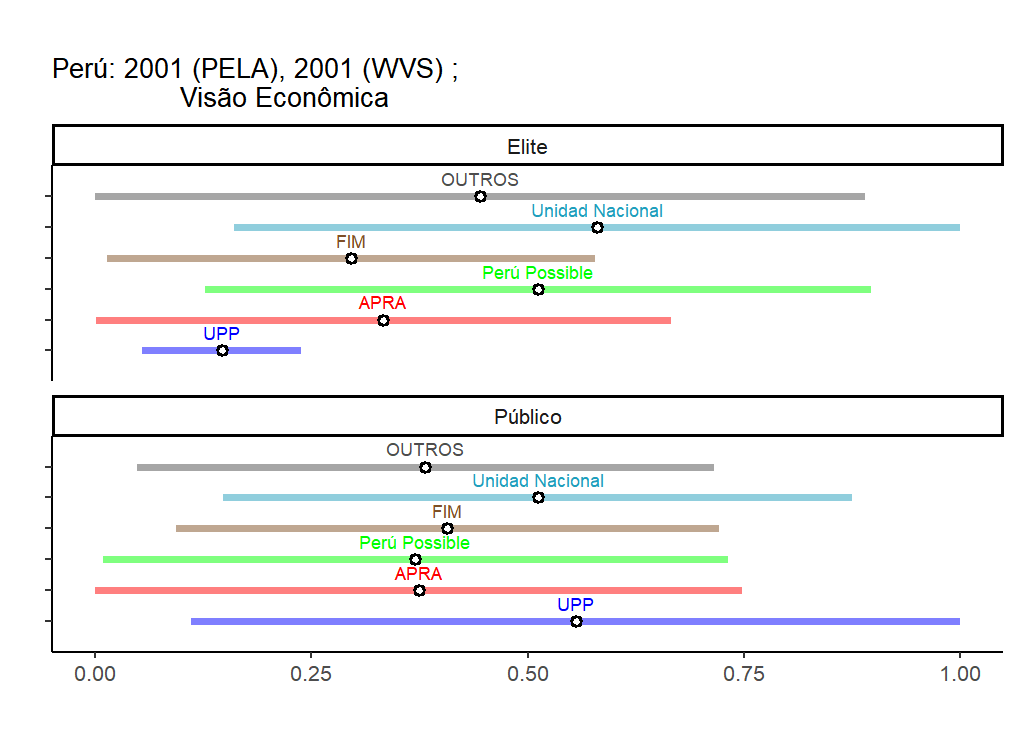 Perú: 2001 (PELA), 2001 (WVS) ;
Visão Econômica
Elite
OUTROS
Unidad Nacional
FIM
Perú Possible
APRA
UPP
Público
OUTROS
Unidad Nacional
FIM
Perú Possible
APRA
UPP
0.00 0.25 0.50 0.75 1.00